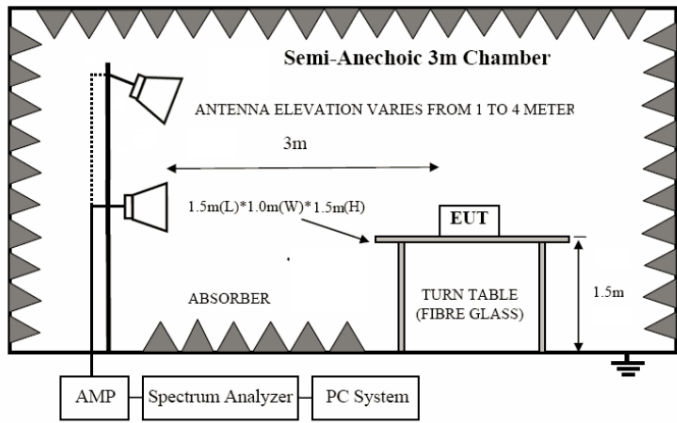 Semi-Anechoic 3m Chamber
ANTENNA ELEVATION VARIES FROM 1 TO 4 METER
3m
1.5m(L)*1.0m(W)*1.5m(H)
EUT
ABSORBER
TURN TABLE
(FIBRE GLASS)
1.5m
AMP
Spectrum Analyzer
PC System